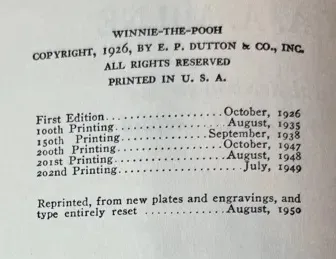 WINNIE-THE-POOH
COPYRIGHT, 1926, BY E. P. DUTTON & CO., INC.
ALL RIGHTS RESERVED
PRINTED IN U. S. A.
First Edition....................October, 1926
100th Printing....................August, 1935
150th Printing....................September, 1938
200th Printing....................October, 1947
201st Printing....................August, 1948
202nd Printing....................July, 1949
Reprinted, from new plates and engravings, and
type entirely reset ...............August, 1950